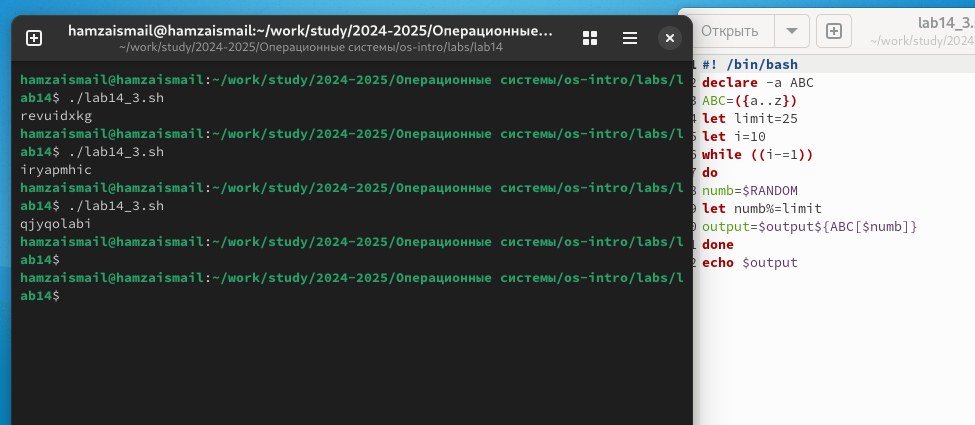 hamzaismail@hamzaismail:~/work/study/2024-2025/Операционные...
~/work/study/2024-2025/Операционные системы/os-intro/labs/lab14
hamzaismail@hamzaismail:~/work/study/2024-2025/Операционные системы/os-intro/labs/l
ab14$ ./lab14_3.sh
revuidxkg
hamzaismail@hamzaismail:~/work/study/2024-2025/Операционные системы/os-intro/labs/l
ab14$ ./lab14_3.sh
iryapmhic
hamzaismail@hamzaismail:~/work/study/2024-2025/Операционные системы/os-intro/labs/l
ab14$ ./lab14_3.sh
qjyqolabi
hamzaismail@hamzaismail:~/work/study/2024-2025/Операционные системы/os-intro/labs/l
ab14$
hamzaismail@hamzaismail:~/work/study/2024-2025/Операционные системы/os-intro/labs/l
ab14$
Открыть
lab14_3.
~/work/study/2024-2025/
1 #! /bin/bash
2 declare -a ABC
3 ABC=({a..z})
4 let limit=25
5 let i=10
6 while ((i-=1))
7 do
8 numb=$RANDOM
9 let numb%=limit
0 output=$output${ABC[$numb]}
1 done
2 echo $output